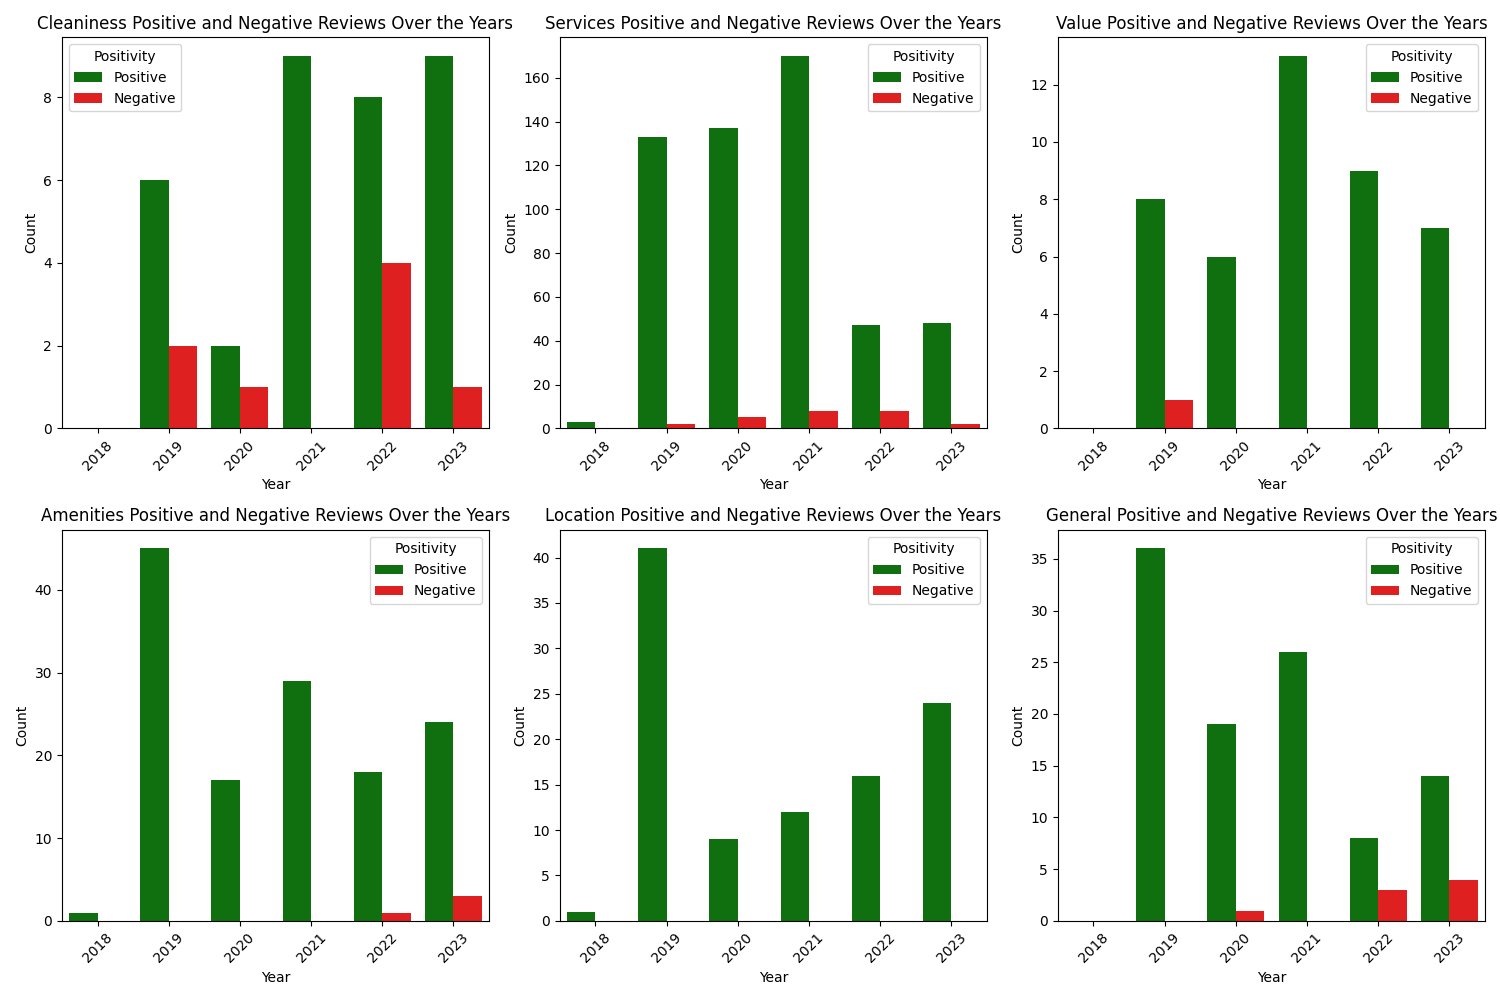 Cleaniness Positive and Negative Reviews Over the Years
Positivity
Positive
Negative
Count
8
6
4
2
0
2018
2019
2020
2021
2022
2023
Year
Services Positive and Negative Reviews Over the Years
Positivity
Positive
Negative
Count
160
140
120
100
80
60
40
20
0
2018
2019
2020
2021
2022
2023
Year
Value Positive and Negative Reviews Over the Years
Positivity
Positive
Negative
Count
12
10
8
6
4
2
0
2018
2019
2020
2021
2022
2023
Year
Amenities Positive and Negative Reviews Over the Years
Positivity
Positive
Negative
Count
40
30
20
10
0
2018
2019
2020
2021
2022
2023
Year
Location Positive and Negative Reviews Over the Years
Positivity
Positive
Negative
Count
40
35
30
25
20
15
10
5
0
2018
2019
2020
2021
2022
2023
Year
General Positive and Negative Reviews Over the Years
Positivity
Positive
Negative
Count
35
30
25
20
15
10
5
0
2018
2019
2020
2021
2022
2023
Year